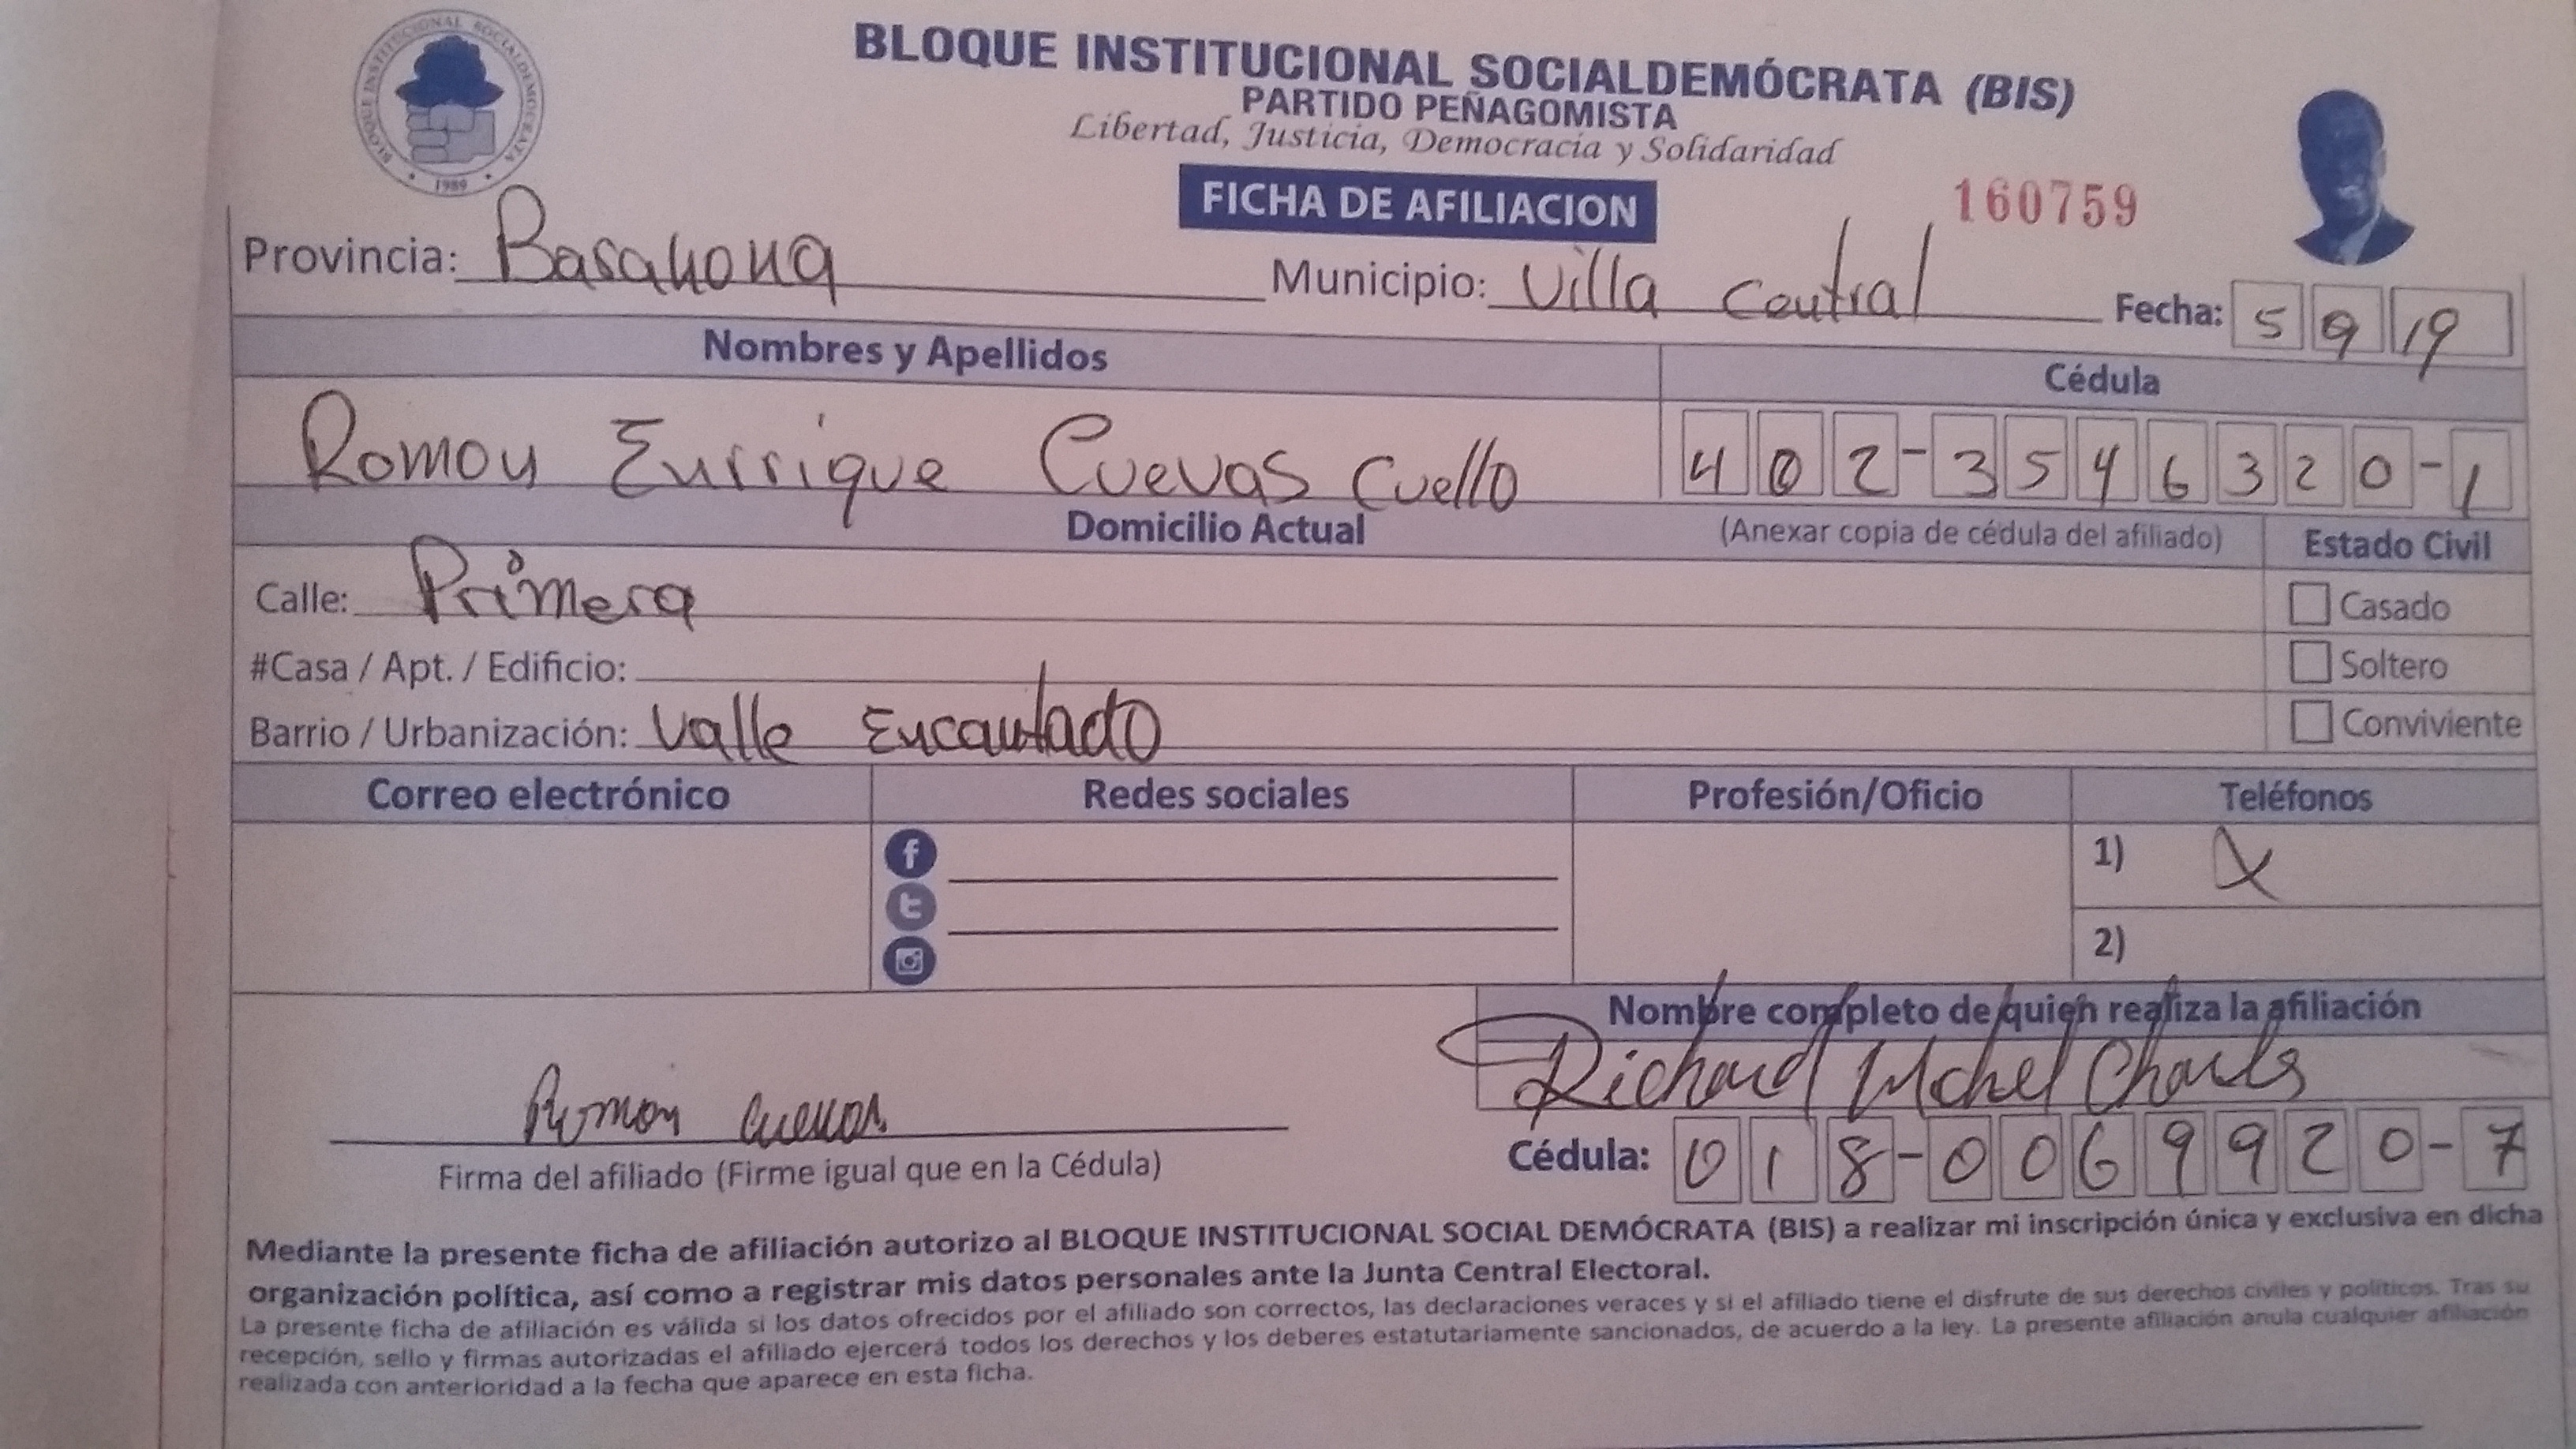 BLOQUE INSTITUCIONAL SOCIALDEMOCRATA
1989
BLOQUE INSTITUCIONAL SOCIALDEMÓCRATA (BIS)
PARTIDO PEÑAGOMISTA
Libertad, Justicia, Democracia y Solidaridad
FICHA DE AFILIACION
160759
Provincia: Barahona Municipio: Villa Central Fecha: 5 9 19
Nombres y Apellidos Cédula
Romon Enrrique Cuevas Cuello 402-3546320-1
Domicilio Actual (Anexar copia de cédula del afiliado) Estado Civil
Calle: Primera Casado
#Casa / Apt. / Edificio: Soltero
Barrio / Urbanización: Valle Encantado Conviviente
Correo electrónico Redes sociales Profesión/Oficio Teléfonos
1) X
2)
Nombre completo de quien realiza la afiliación
Richard Michel Charls
Romon Cuevas
Firma del afiliado (Firme igual que en la Cédula) Cédula: 018-0069920-7
Mediante la presente ficha de afiliación autorizo al BLOQUE INSTITUCIONAL SOCIAL DEMÓCRATA (BIS) a realizar mi inscripción única y exclusiva en dicha
organización política, así como a registrar mis datos personales ante la Junta Central Electoral.
La presente ficha de afiliación es válida si los datos ofrecidos por el afiliado son correctos, las declaraciones veraces y si el afiliado tiene el disfrute de sus derechos civiles y políticos. Tras su
recepción, sello y firmas autorizadas el afiliado ejercerá todos los derechos y los deberes estatutariamente sancionados, de acuerdo a la ley. La presente afiliación anula cualquier afiliación
realizada con anterioridad a la fecha que aparece en esta ficha.